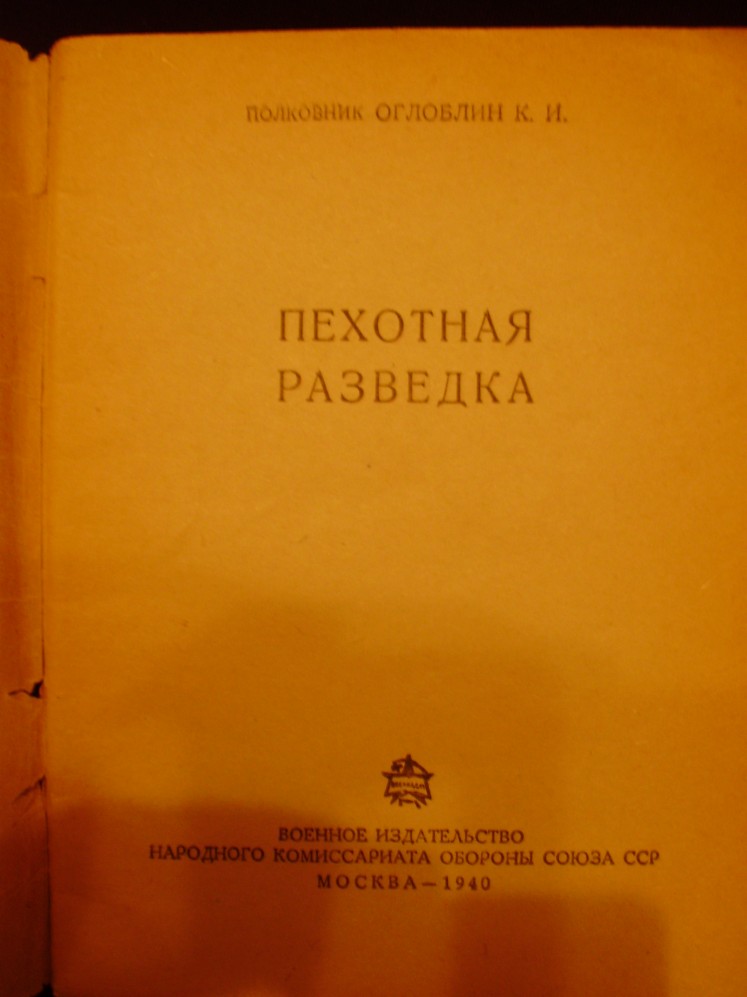 ПОЛКОВНИК ОГЛОБЛИН К. И.
ПЕХОТНАЯ
РАЗВЕДКА
ВОЕННОЕ ИЗДАТЕЛЬСТВО
НАРОДНОГО КОМИССАРИАТА ОБОРОНЫ СОЮЗА ССР
МОСКВА — 1940